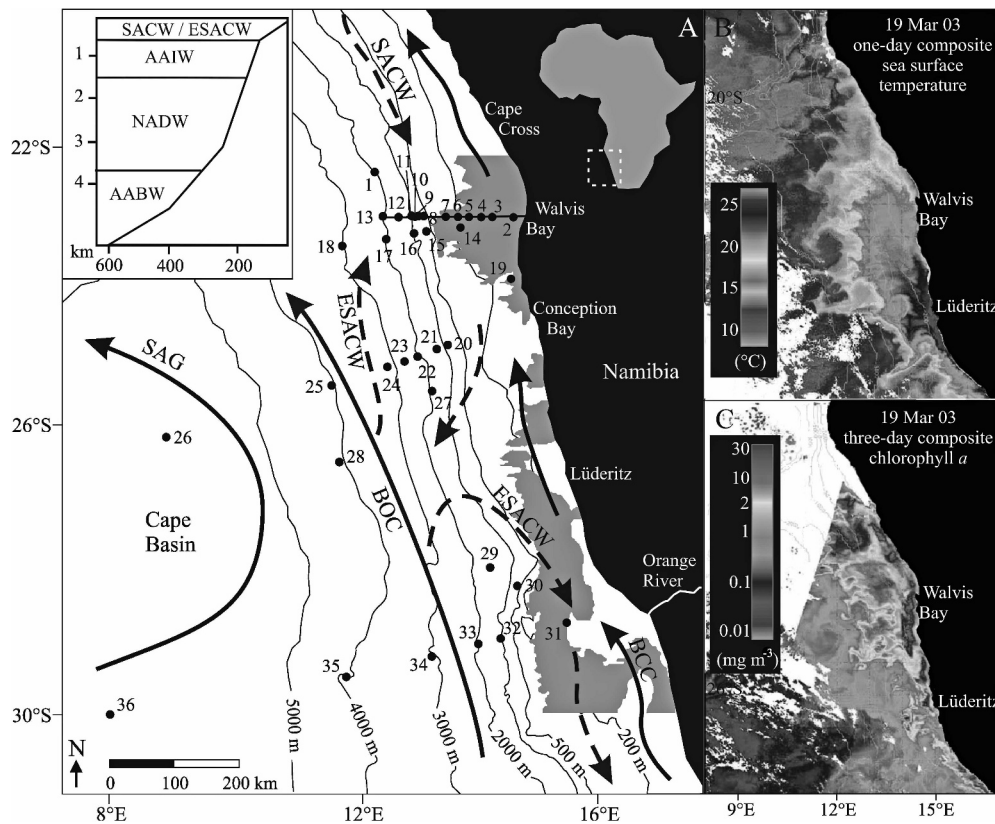 SACW / ESACW
AAIW
NADW
AABW
1
2
3
4
km
600
400
200
A
SACW
Cape
Cross
22°S
11
10
1
12
9
13
7
6
5
4
3
Walvis
Bay
8
2
18
17
16
15
14
19
ESACW
Conception
Bay
SAG
23
21
20
22
24
Namibia
25
27
26°S
26
28
BOC
Lüderitz
Cape
Basin
ESACW
29
30
Orange
River
31
33
32
34
BCC
35
36
30°S
5000 m
4000 m
3000 m
2000 m
500 m
200 m
N
0
100
200
km
8°E
12°E
16°E
B
19 Mar 03
one-day composite
sea surface
temperature
20°S
25
20
15
10
(°C)
Walvis
Bay
Lüderitz
C
19 Mar 03
three-day composite
chlorophyll a
30
10
2
1
0.1
0.01
(mg m⁻³)
Walvis
Bay
Lüderitz
9°E
12°E
15°E